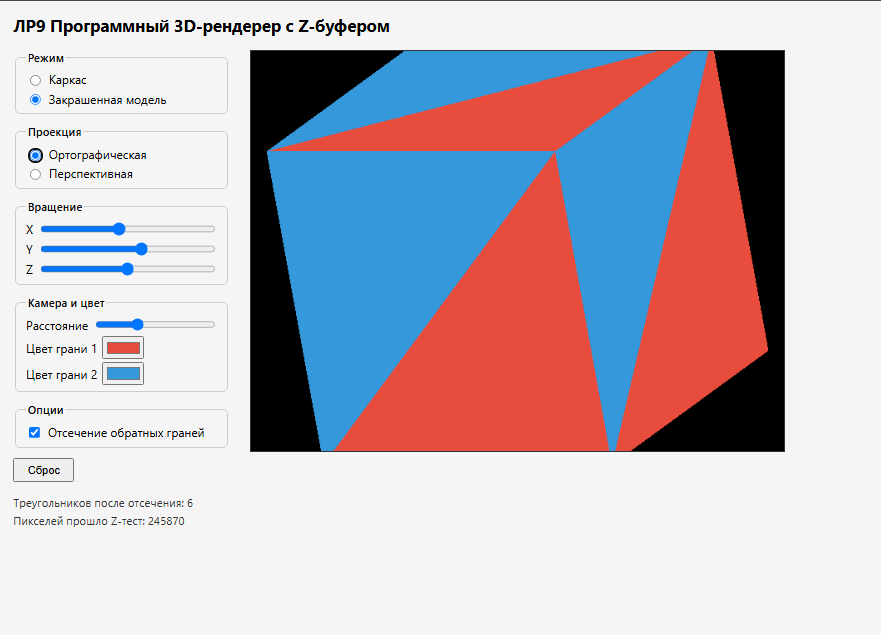 ЛР9 Программный 3D-рендерер с Z-буфером
Режим
Каркас
Закрашенная модель
Проекция
Ортографическая
Перспективная
Вращение
X
Y
Z
Камера и цвет
Расстояние
Цвет грани 1
Цвет грани 2
Опции
Отсечение обратных граней
Сброс
Треугольников после отсечения: 6
Пикселей прошло Z-тест: 245870